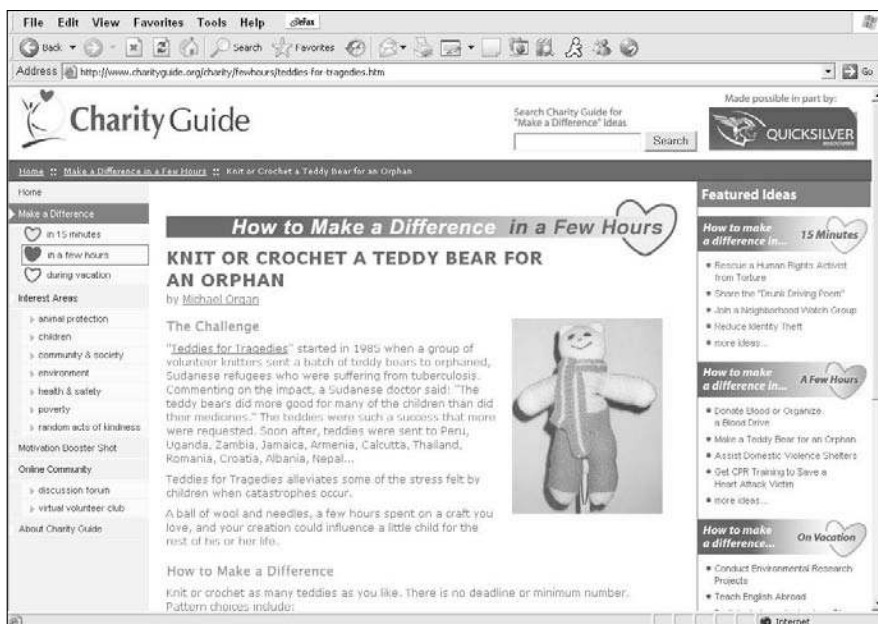 File Edit View Favorites Tools Help eFax
Back Search Favorites
Address http://www.charityguide.org/charity/fewhours/teddies-for-tragedies.htm Go
Charity Guide
Search Charity Guide for
"Make a Difference" Ideas
Search
Made possible in part by:
QUICKSILVER
Home :: Make a Difference in a Few Hours :: Knit or Crochet a Teddy Bear for an Orphan
Home
Make a Difference
in 15 minutes
in a few hours
during vacation
Interest Areas
animal protection
children
community & society
environment
health & safety
poverty
random acts of kindness
Motivation Booster Shot
Online Community
discussion forum
virtual volunteer club
About Charity Guide
How to Make a Difference in a Few Hours
KNIT OR CROCHET A TEDDY BEAR FOR
AN ORPHAN
by Michael Organ
The Challenge
"Teddies for Tragedies" started in 1985 when a group of
volunteer knitters sent a batch of teddy bears to orphaned,
Sudanese refugees who were suffering from tuberculosis.
Commenting on the impact, a Sudanese doctor said: "The
teddy bears did more good for many of the children than did
their medicines." The teddies were such a success that more
were requested. Soon after, teddies were sent to Peru,
Uganda, Zambia, Jamaica, Armenia, Calcutta, Thailand,
Romania, Croatia, Albania, Nepal...
Teddies for Tragedies alleviates some of the stress felt by
children when catastrophes occur.
A ball of wool and needles, a few hours spent on a craft you
love, and your creation could influence a little child for the
rest of his or her life.
How to Make a Difference
Knit or crochet as many teddies as you like. There is no deadline or minimum number.
Pattern choices include:
Featured Ideas
How to make
a difference in... 15 Minutes
Rescue a Human Rights Activist
from Torture
Share the "Drunk Driving Poem"
Join a Neighborhood Watch Group
Reduce Identity Theft
more ideas...
How to make
a difference in... A Few Hours
Donate Blood or Organize
a Blood Drive
Make a Teddy Bear for an Orphan
Assist Domestic Violence Shelters
Get CPR Training to Save a
Heart Attack Victim
more ideas...
How to make
a difference... On Vacation
Conduct Environmental Research
Projects
Teach English Abroad
Internet